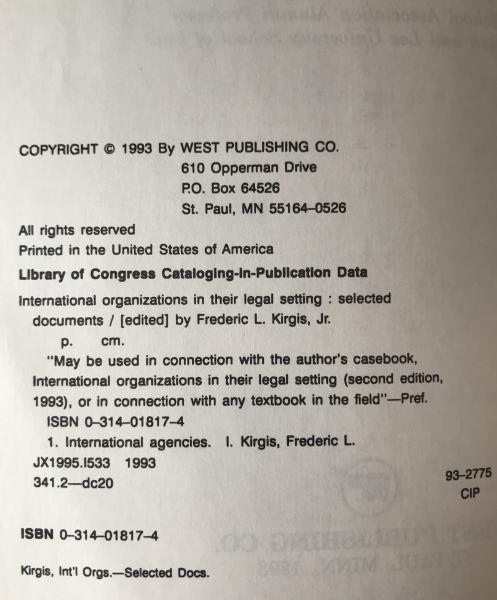 COPYRIGHT © 1993 By WEST PUBLISHING CO.
610 Opperman Drive
P.O. Box 64526
St. Paul, MN 55164–0526
All rights reserved
Printed in the United States of America
Library of Congress Cataloging-in-Publication Data
International organizations in their legal setting : selected
documents / [edited] by Frederic L. Kirgis, Jr.
p. cm.
"May be used in connection with the author's casebook,
International organizations in their legal setting (second edition,
1993), or in connection with any textbook in the field"—Pref.
ISBN 0–314–01817–4
1. International agencies. I. Kirgis, Frederic L.
JX1995.I533 1993
341.2—dc20
93–2775
CIP
ISBN 0–314–01817–4
Kirgis, Int'l Orgs.—Selected Docs.